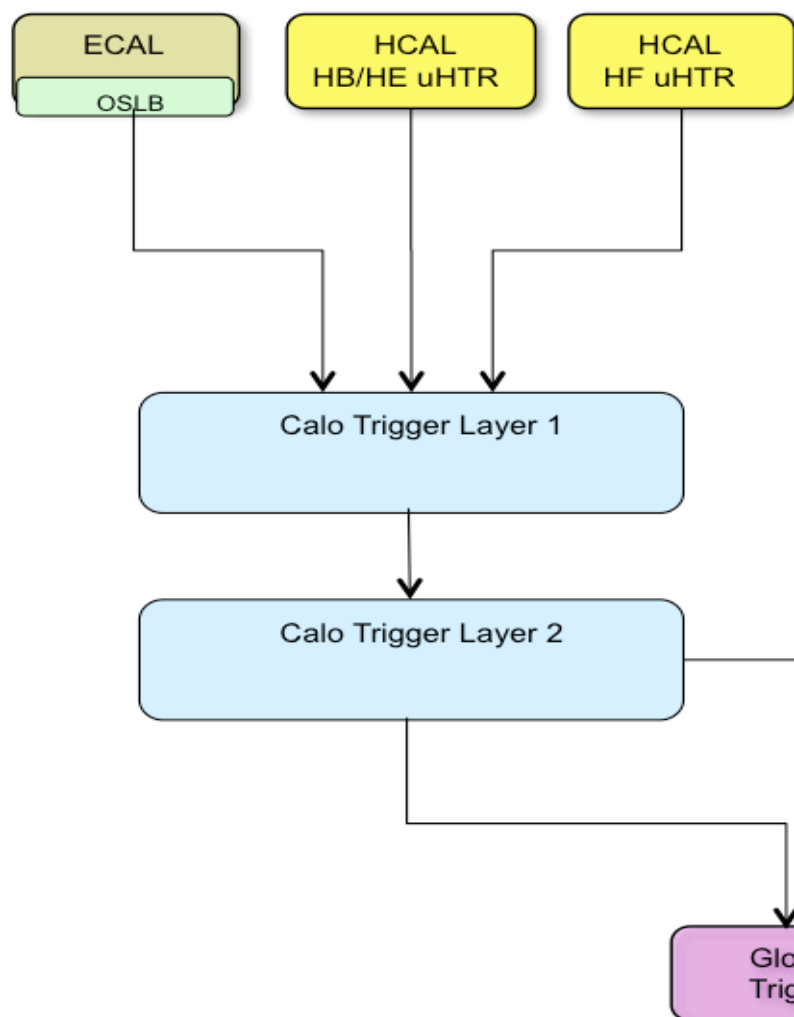 ECAL
OSLB
HCAL
HB/HE uHTR
HCAL
HF uHTR
Calo Trigger Layer 1
Calo Trigger Layer 2